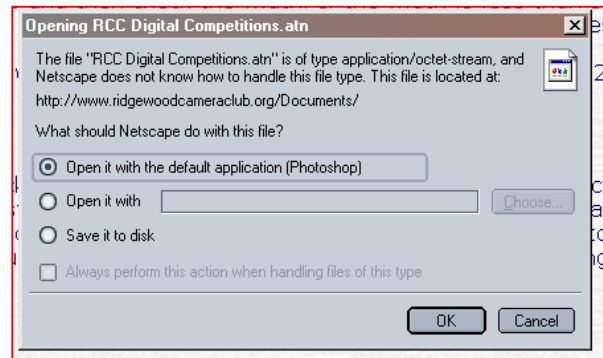 Opening RCC Digital Competitions.atn
The file "RCC Digital Competitions.atn" is of type application/octet-stream, and
Netscape does not know how to handle this file type. This file is located at:
http://www.ridgewoodcameraclub.org/Documents/
What should Netscape do with this file?
Open it with the default application (Photoshop)
Open it with
Choose...
Save it to disk
Always perform this action when handling files of this type
OK
Cancel